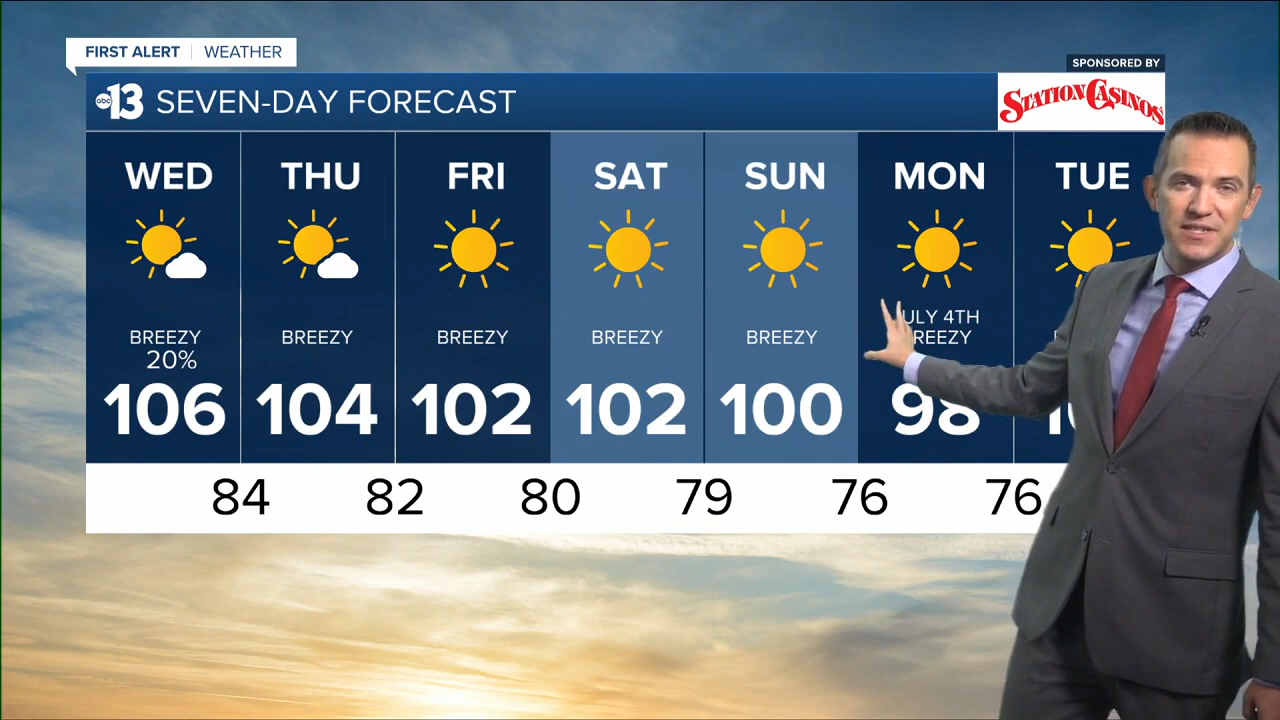 FIRST ALERT | WEATHER
SPONSORED BY
abc 13 SEVEN-DAY FORECAST
STATION CASINOS
WED THU FRI SAT SUN MON TUE
ULY 4TH
BREEZY BREEZY BREEZY BREEZY BREEZY REEZY
20%
106 104 102 102 100 98
84 82 80 79 76 76